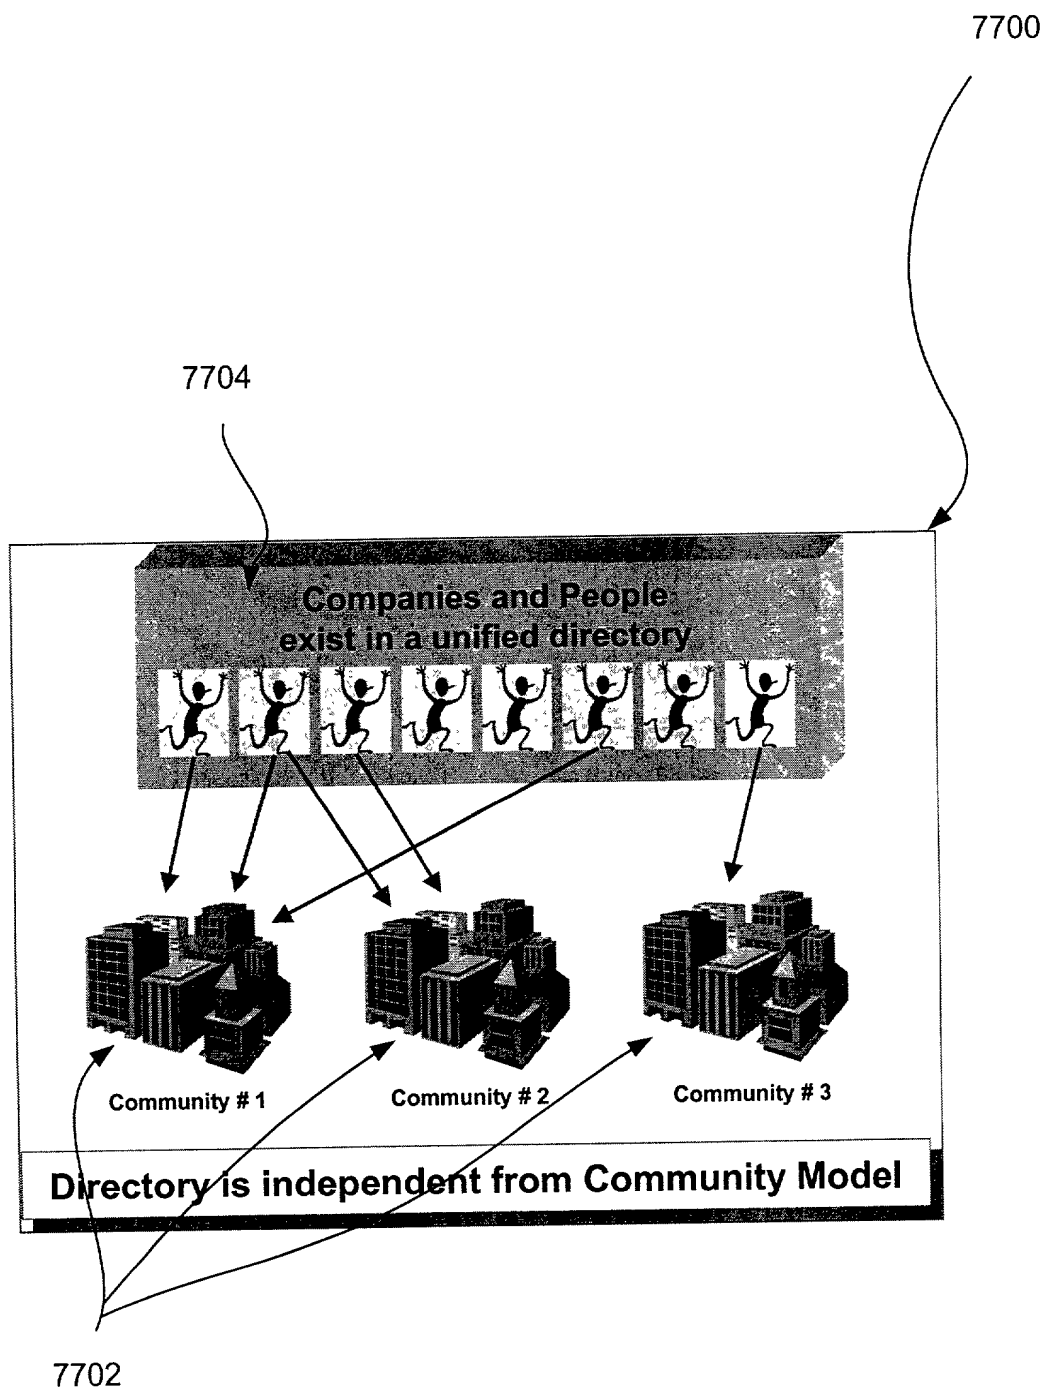 7700
7704
Companies and People
exist in a unified directory
Community # 1
Community # 2
Community # 3
Directory is independent from Community Model
7702